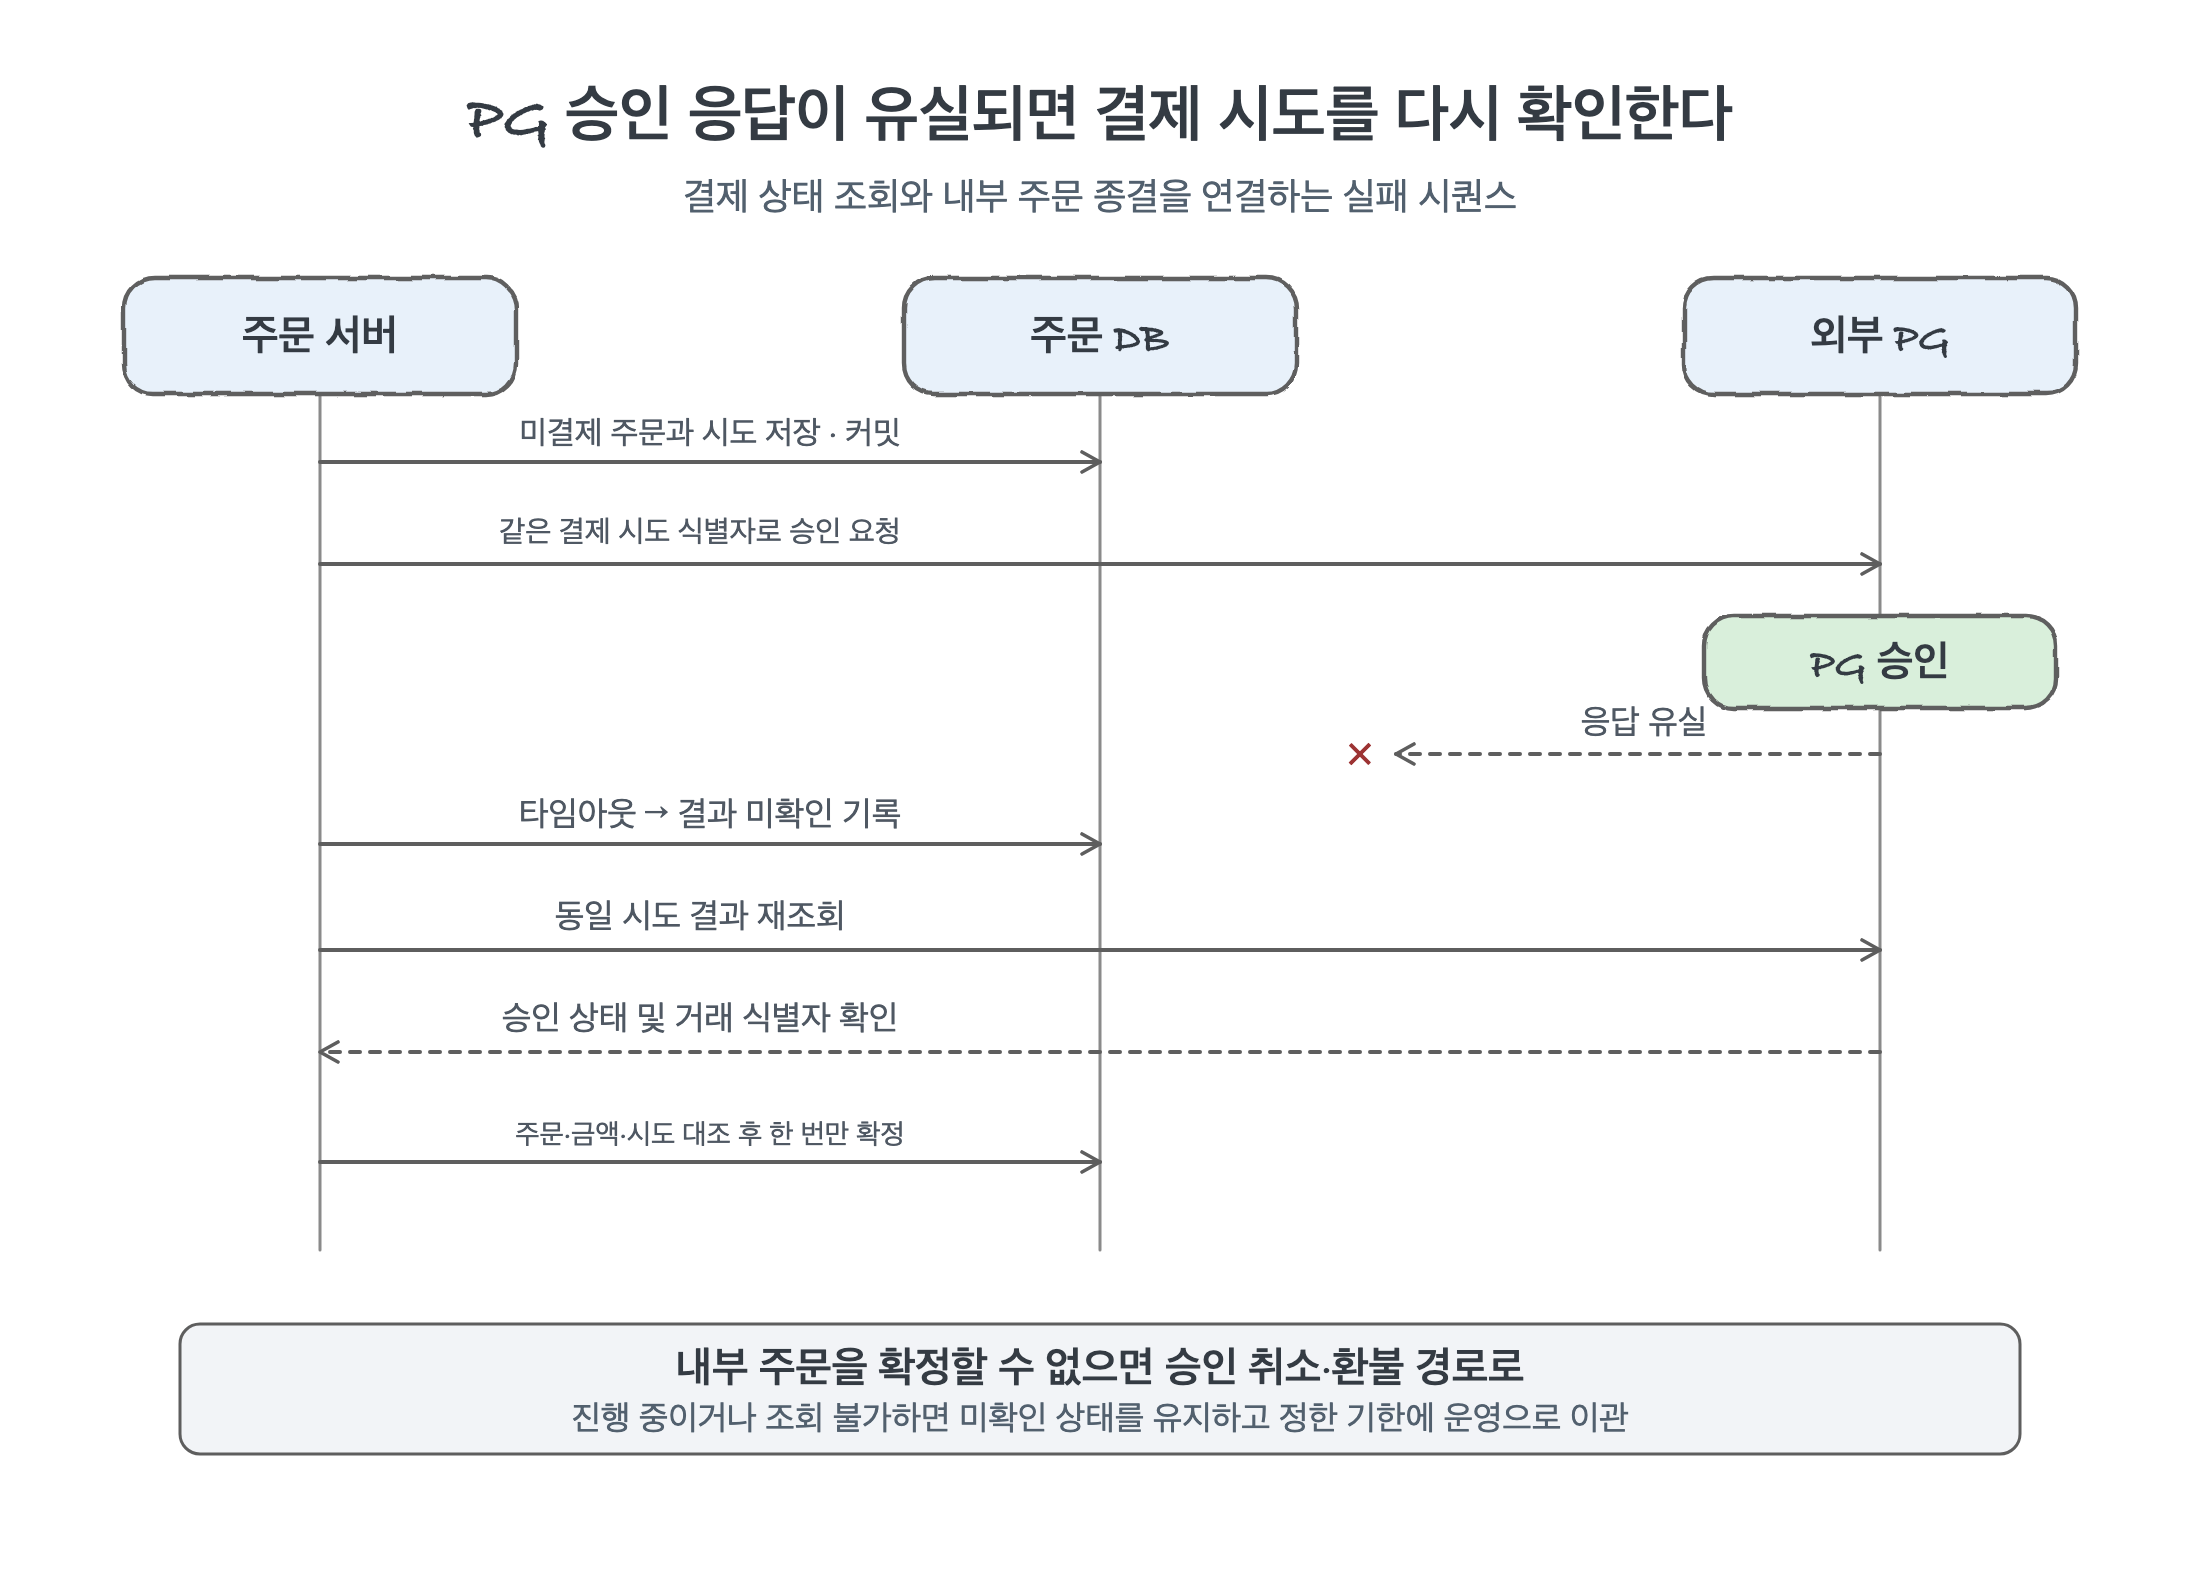 PG 승인 응답이 유실되면 결제 시도를 다시 확인한다
결제 상태 조회와 내부 주문 종결을 연결하는 실패 시퀀스
주문 서버
주문 DB
외부 PG
미결제 주문과 시도 저장 · 커밋
같은 결제 시도 식별자로 승인 요청
PG 승인
응답 유실
×
타임아웃 → 결과 미확인 기록
동일 시도 결과 재조회
승인 상태 및 거래 식별자 확인
주문·금액·시도 대조 후 한 번만 확정
내부 주문을 확정할 수 없으면 승인 취소·환불 경로로
진행 중이거나 조회 불가하면 미확인 상태를 유지하고 정한 기한에 운영으로 이관